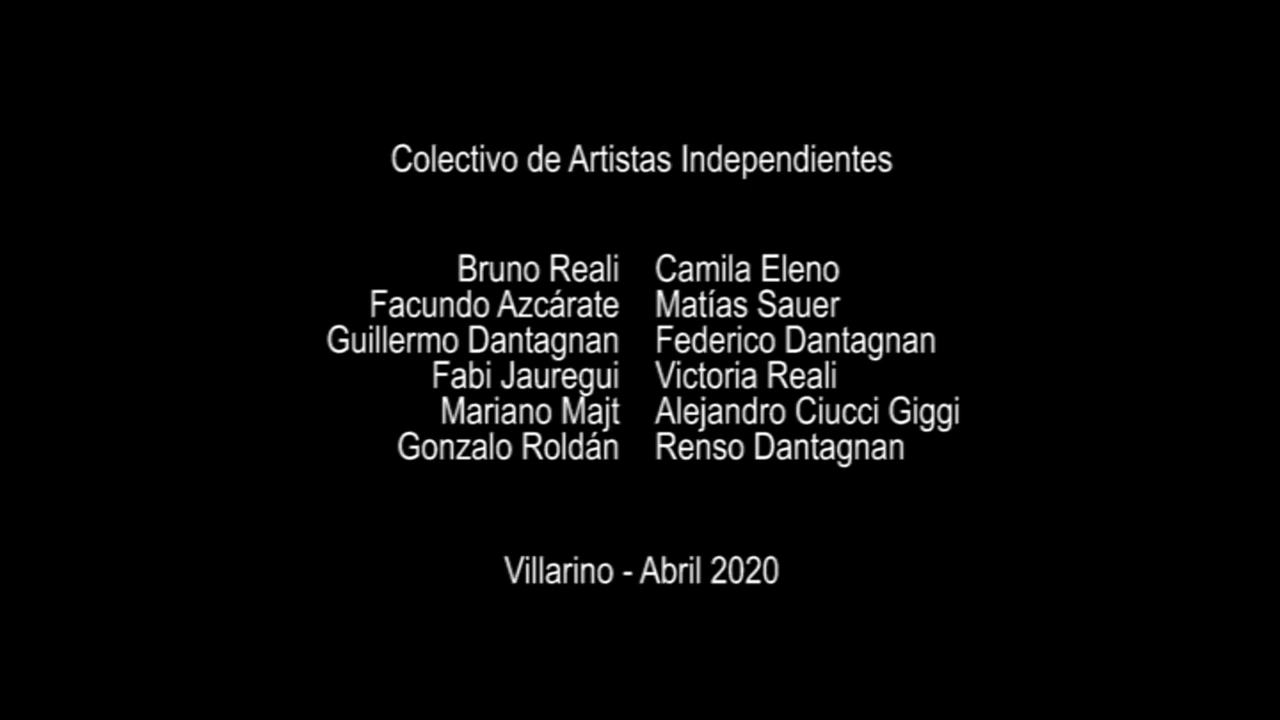 Colectivo de Artistas Independientes
Bruno Reali Camila Eleno
Facundo Azcárate Matías Sauer
Guillermo Dantagnan Federico Dantagnan
Fabi Jauregui Victoria Reali
Mariano Majt Alejandro Ciucci Giggi
Gonzalo Roldán Renso Dantagnan
Villarino - Abril 2020